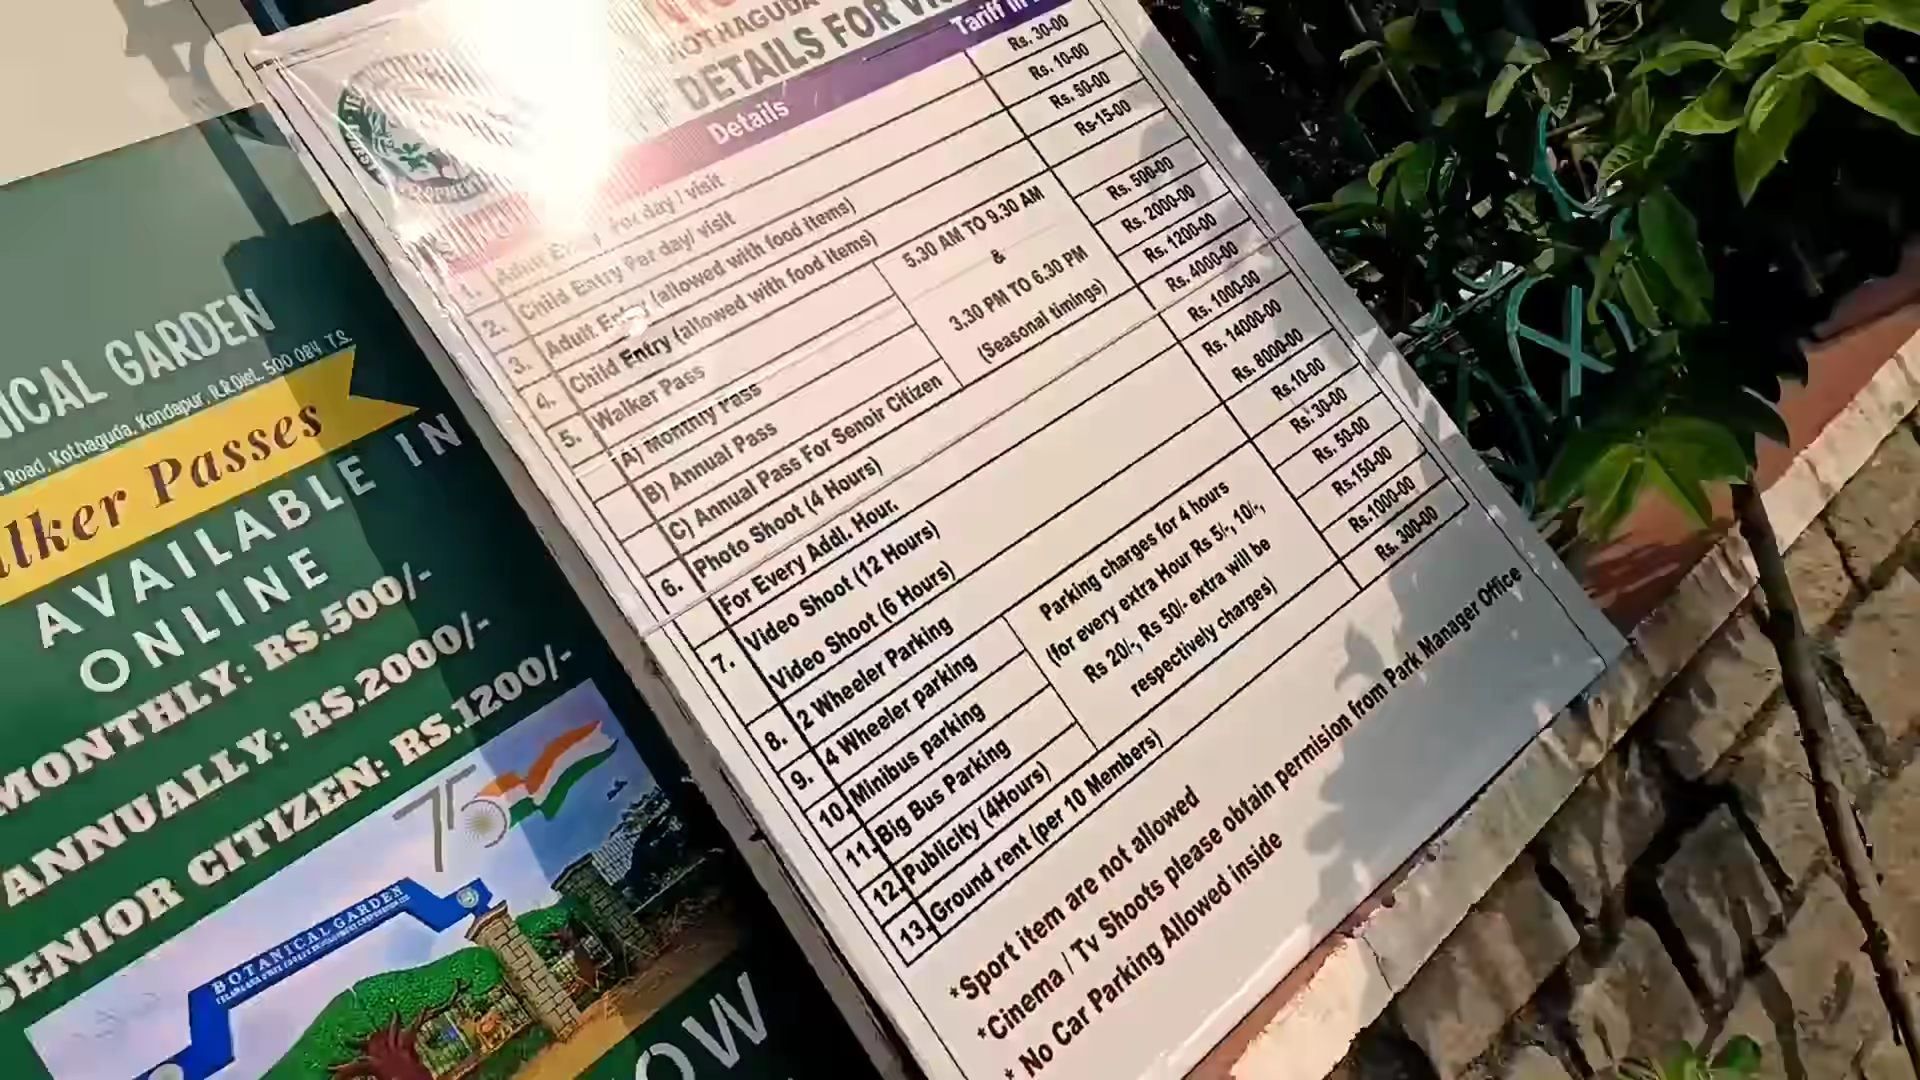 NICAL GARDEN
Road, Kothaguda, Kondapur, R.R.Dist. 500 084 T.S.
alker Passes
AVAILABLE IN
ONLINE
MONTHLY: RS.500/-
ANNUALLY: RS.2000/-
SENIOR CITIZEN: RS.1200/-
75
BOTANICAL GARDEN
OW
KOTHAGUDA
DETAILS FOR
Details Tariff in
1. Adult Entry Per day / visit Rs. 30-00
2. Child Entry Per day/ visit Rs. 10-00
3. Adult Entry (allowed with food items) Rs. 50-00
4. Child Entry (allowed with food items) Rs-15-00
5. Walker Pass
5.30 AM TO 9.30 AM
&
3.30 PM TO 6.30 PM
(Seasonal timings)
A) Monthly Pass Rs. 500-00
B) Annual Pass Rs. 2000-00
C) Annual Pass For Senoir Citizen Rs. 1200-00
6. Photo Shoot (4 Hours) Rs. 4000-00
For Every Addl. Hour. Rs. 1000-00
7. Video Shoot (12 Hours) Rs. 14000-00
Video Shoot (6 Hours) Rs. 8000-00
8. 2 Wheeler Parking Rs.10-00
9. 4 Wheeler parking Rs. 30-00
10. Minibus parking Rs. 50-00
11. Big Bus Parking Rs.150-00
Parking charges for 4 hours
(for every extra Hour Rs 5/-, 10/-,
Rs 20/-, Rs 50/- extra will be
respectively charges)
12. Publicity (4Hours) Rs.1000-00
13. Ground rent (per 10 Members) Rs. 300-00
*Sport item are not allowed
*Cinema / Tv Shoots please obtain permision from Park Manager Office
* No Car Parking Allowed inside